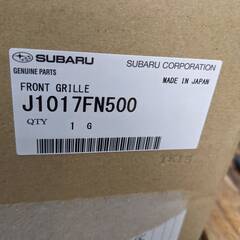 SUBARU
SUBARU CORPORATION
GENUINE PARTS
MADE IN JAPAN
FRONT GRILLE
J1017FN500
QTY 1 G